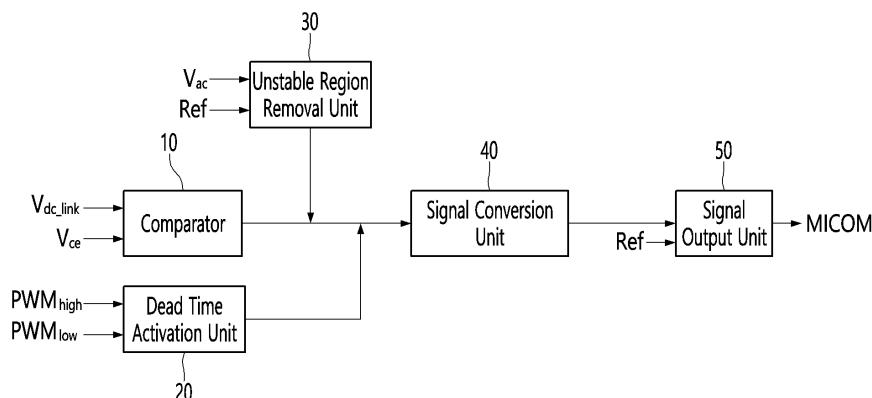 30
Vac
Ref
Unstable Region
Removal Unit
10
40
50
Vdc_link
Vce
Comparator
Signal Conversion
Unit
Ref
Signal
Output Unit
MICOM
PWMhigh
PWMlow
Dead Time
Activation Unit
20